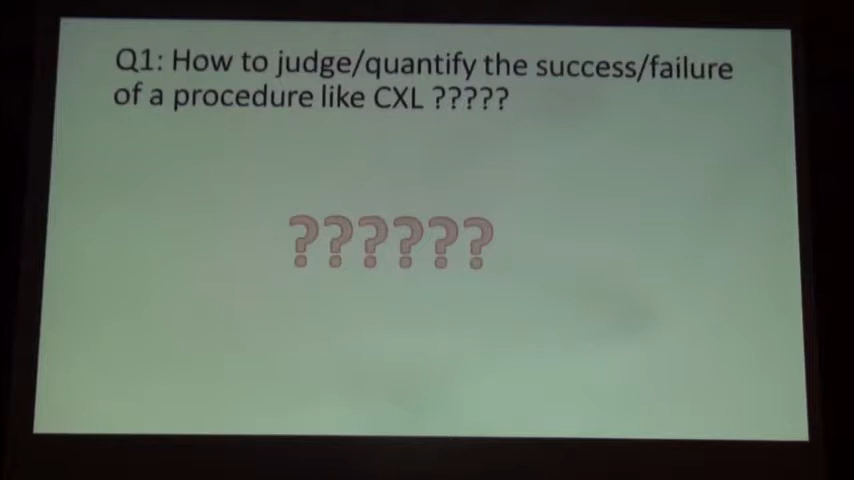 Q1: How to judge/quantify the success/failure
of a procedure like CXL ?????
??????